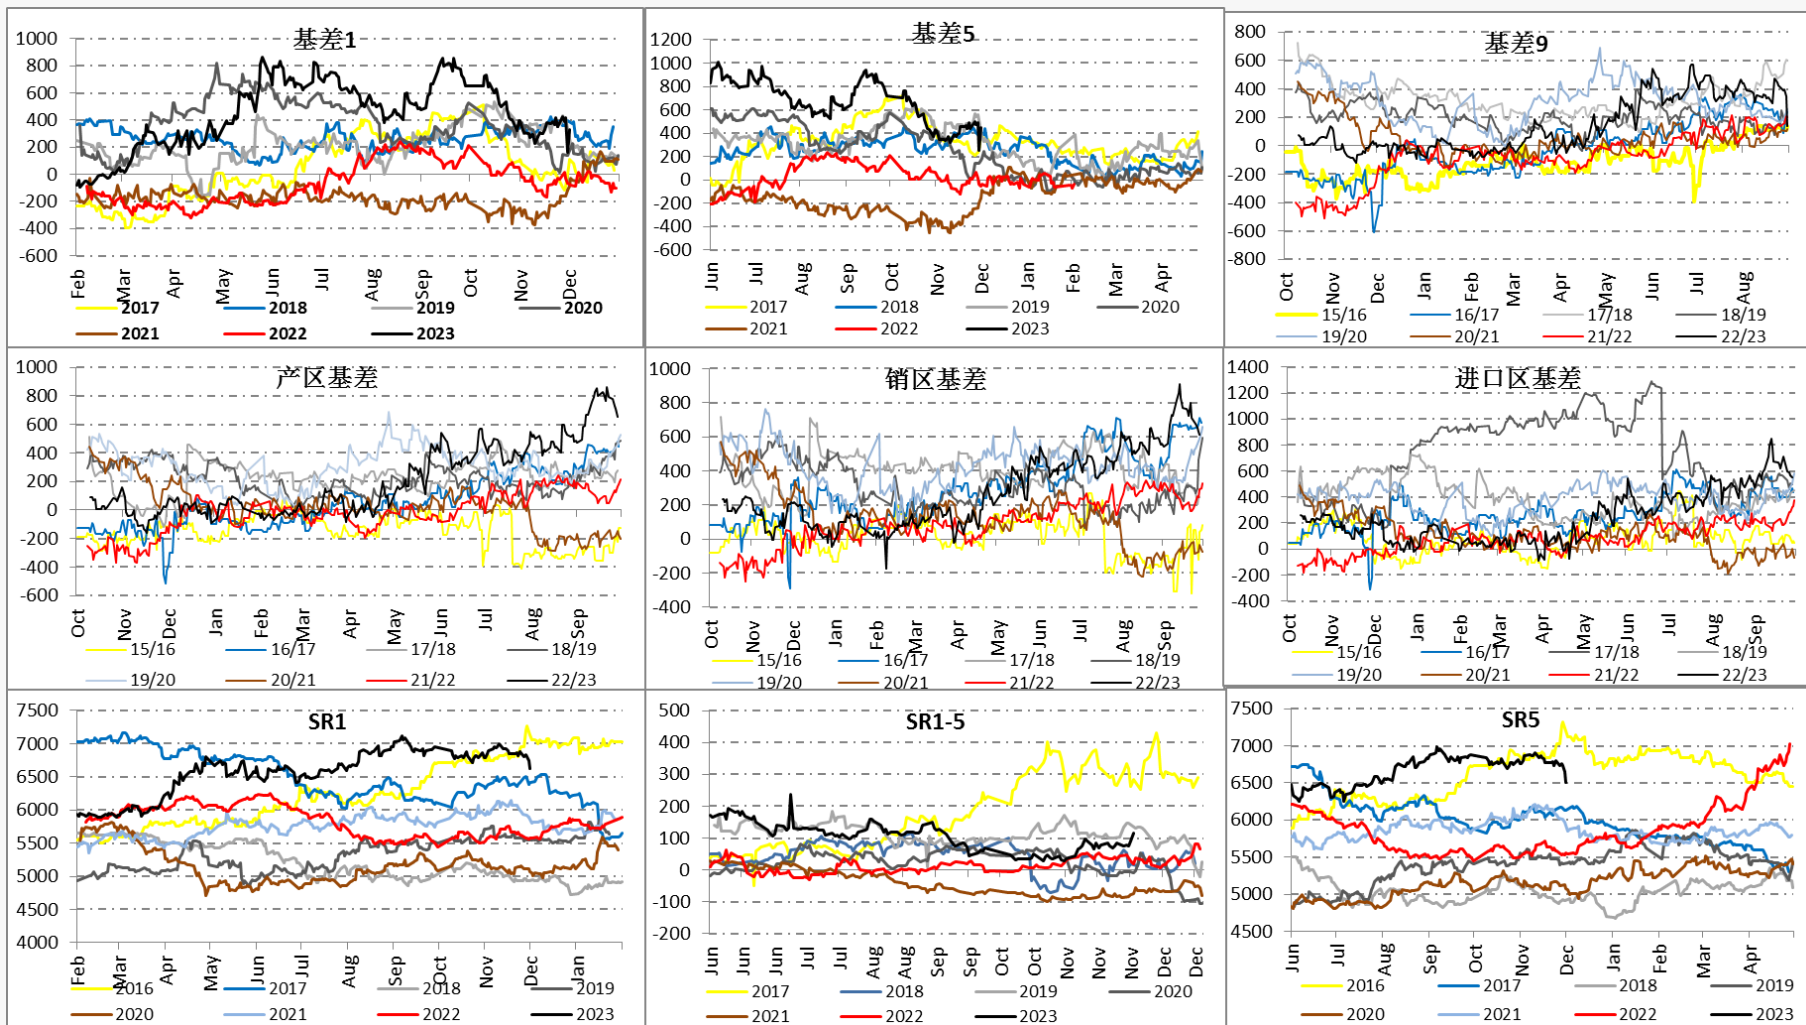 基差1
1000
800
600
400
200
0
-200
-400
-600
Feb Mar Apr May Jun Jul Aug Sep Oct Nov Dec
2017 2018 2019 2020
2021 2022 2023
基差5
1200
1000
800
600
400
200
0
-200
-400
-600
Jun Jul Aug Sep Oct Nov Dec Jan Feb Mar Apr
2017 2018 2019 2020
2021 2022 2023
基差9
800
600
400
200
0
-200
-400
-600
-800
Oct Nov Dec Jan Feb Mar Apr May Jun Jul Aug
15/16 16/17 17/18 18/19
19/20 20/21 21/22 22/23
产区基差
1000
800
600
400
200
0
-200
-400
-600
Oct Nov Dec Jan Feb Mar Apr May Jun Jul Aug Sep
15/16 16/17 17/18 18/19
19/20 20/21 21/22 22/23
销区基差
1000
800
600
400
200
0
-200
-400
Oct Nov Dec Jan Feb Mar Apr May Jun Jul Aug Sep
15/16 16/17 17/18 18/19
19/20 20/21 21/22 22/23
进口区基差
1400
1200
1000
800
600
400
200
0
-200
-400
Oct Nov Dec Jan Feb Mar Apr May Jun Jul Aug Sep
15/16 16/17 17/18 18/19
19/20 20/21 21/22 22/23
SR1
7500
7000
6500
6000
5500
5000
4500
4000
Feb Mar Apr May Jun Jul Aug Sep Oct Nov Dec Jan
2016 2017 2018 2019
2020 2021 2022 2023
SR1-5
500
400
300
200
100
0
-100
-200
Jun Jun Jul Jul Jul Aug Aug Sep Sep Oct Oct Nov Nov Nov Dec Dec
2017 2018 2019 2020
2021 2022 2023
SR5
7500
7000
6500
6000
5500
5000
4500
Jun Jul Aug Sep Oct Nov Dec Jan Feb Mar Apr
2016 2017 2018 2019
2020 2021 2022 2023